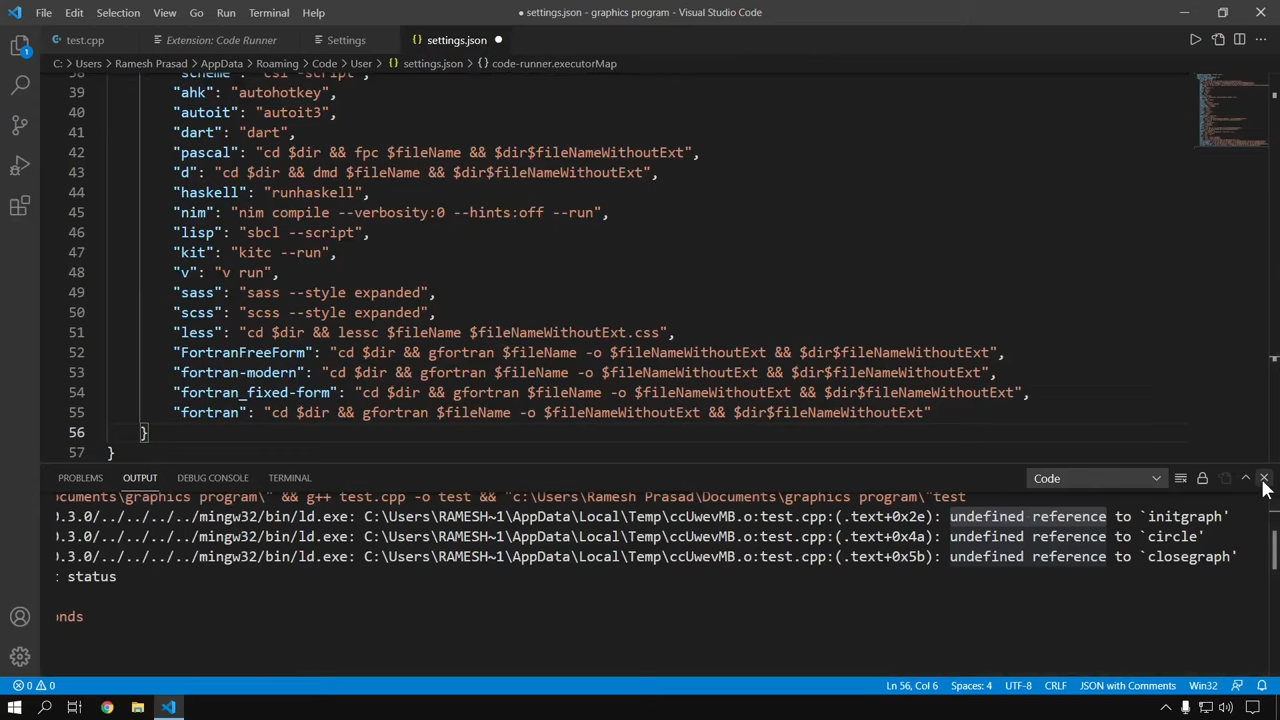 File Edit Selection View Go Run Terminal Help
● settings.json - graphics program - Visual Studio Code
test.cpp Extension: Code Runner Settings {} settings.json ●
C: > Users > Ramesh Prasad > AppData > Roaming > Code > User > {} settings.json > {} code-runner.executorMap
38 "scheme": "csi -script",
39 "ahk": "autohotkey",
40 "autoit": "autoit3",
41 "dart": "dart",
42 "pascal": "cd $dir && fpc $fileName && $dir$fileNameWithoutExt",
43 "d": "cd $dir && dmd $fileName && $dir$fileNameWithoutExt",
44 "haskell": "runhaskell",
45 "nim": "nim compile --verbosity:0 --hints:off --run",
46 "lisp": "sbcl --script",
47 "kit": "kitc --run",
48 "v": "v run",
49 "sass": "sass --style expanded",
50 "scss": "scss --style expanded",
51 "less": "cd $dir && lessc $fileName $fileNameWithoutExt.css",
52 "FortranFreeForm": "cd $dir && gfortran $fileName -o $fileNameWithoutExt && $dir$fileNameWithoutExt",
53 "fortran-modern": "cd $dir && gfortran $fileName -o $fileNameWithoutExt && $dir$fileNameWithoutExt",
54 "fortran_fixed-form": "cd $dir && gfortran $fileName -o $fileNameWithoutExt && $dir$fileNameWithoutExt",
55 "fortran": "cd $dir && gfortran $fileName -o $fileNameWithoutExt && $dir$fileNameWithoutExt"
56 }
57 }
PROBLEMS OUTPUT DEBUG CONSOLE TERMINAL Code
ocuments\graphics program\" && g++ test.cpp -o test && "c:\Users\Ramesh Prasad\Documents\graphics program\"test
9.3.0/../../../../mingw32/bin/ld.exe: C:\Users\RAMESH~1\AppData\Local\Temp\ccUwevMB.o:test.cpp:(.text+0x2e): undefined reference to `initgraph'
9.3.0/../../../../mingw32/bin/ld.exe: C:\Users\RAMESH~1\AppData\Local\Temp\ccUwevMB.o:test.cpp:(.text+0x4a): undefined reference to `circle'
9.3.0/../../../../mingw32/bin/ld.exe: C:\Users\RAMESH~1\AppData\Local\Temp\ccUwevMB.o:test.cpp:(.text+0x5b): undefined reference to `closegraph'
: status
onds
0 0 Ln 56, Col 6 Spaces: 4 UTF-8 CRLF JSON with Comments Win32